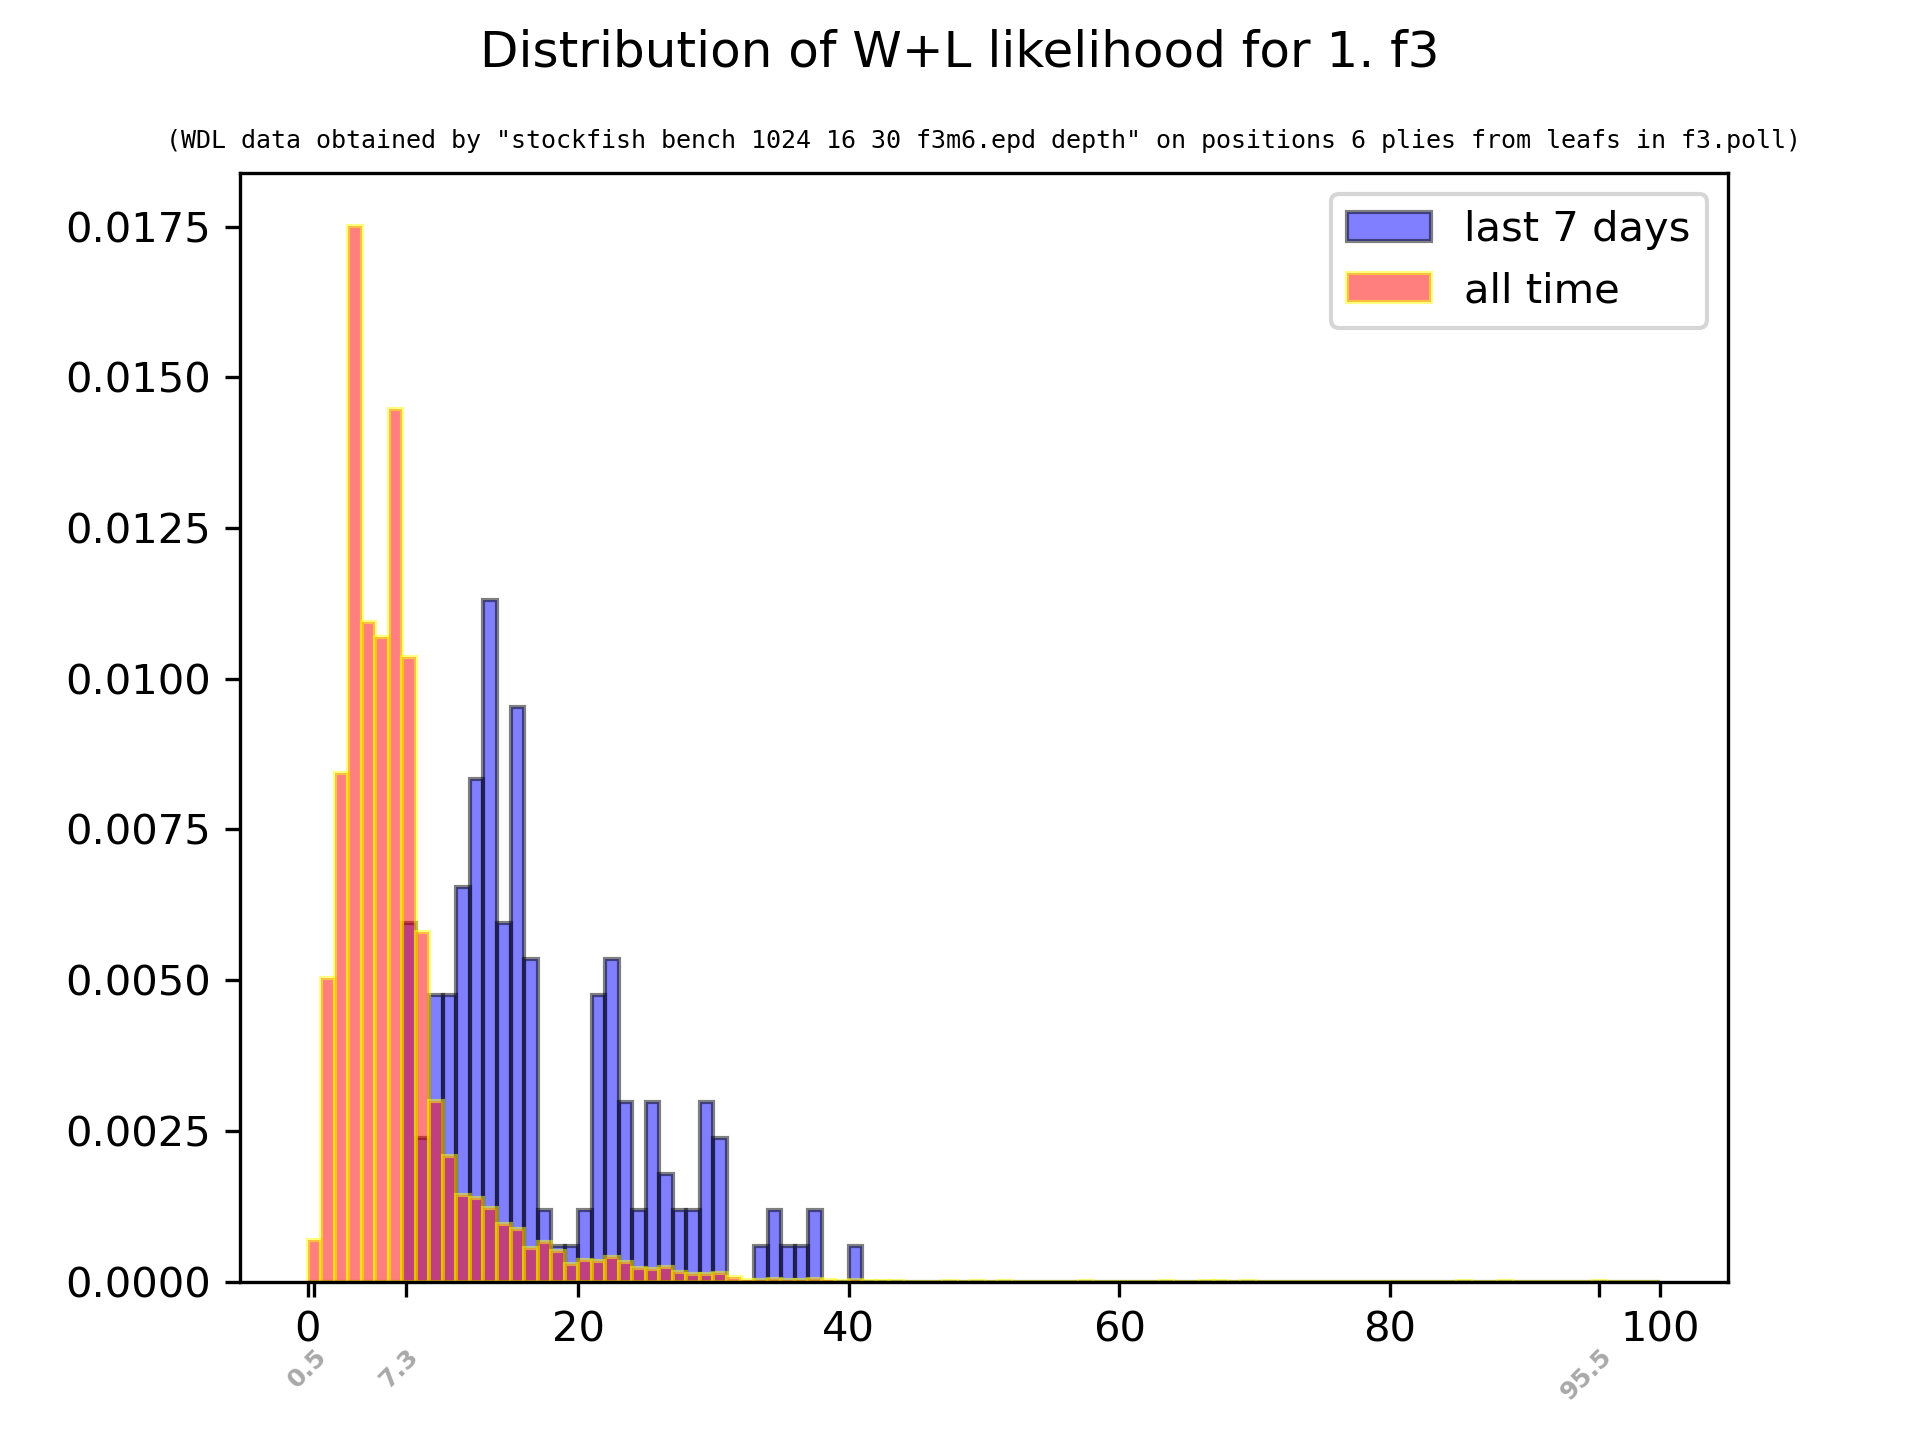 Distribution of W+L likelihood for 1. f3
(WDL data obtained by "stockfish bench 1024 16 30 f3m6.epd depth" on positions 6 plies from leafs in f3.poll)
last 7 days
all time
0.0175
0.0150
0.0125
0.0100
0.0075
0.0050
0.0025
0.0000
0 20 40 60 80 100
0.5 7.3 95.5